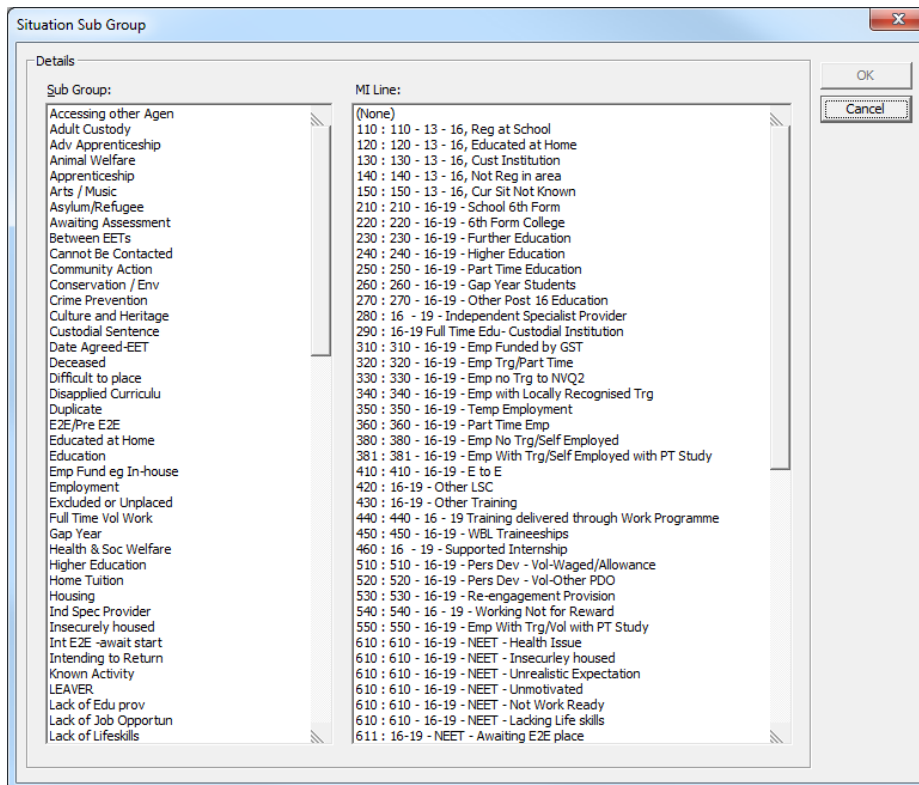 Situation Sub Group
Details
Sub Group:
Accessing other Agen
Adult Custody
Adv Apprenticeship
Animal Welfare
Apprenticeship
Arts / Music
Asylum/Refugee
Awaiting Assessment
Between EETs
Cannot Be Contacted
Community Action
Conservation / Env
Crime Prevention
Culture and Heritage
Custodial Sentence
Date Agreed-EET
Deceased
Difficult to place
Disapplied Curriculu
Duplicate
E2E/Pre E2E
Educated at Home
Education
Emp Fund eg In-house
Employment
Excluded or Unplaced
Full Time Vol Work
Gap Year
Health & Soc Welfare
Higher Education
Home Tuition
Housing
Ind Spec Provider
Insecurely housed
Int E2E -await start
Intending to Return
Known Activity
LEAVER
Lack of Edu prov
Lack of Job Opportun
Lack of Lifeskills
MI Line:
(None)
110 : 110 - 13 - 16, Reg at School
120 : 120 - 13 - 16, Educated at Home
130 : 130 - 13 - 16, Cust Institution
140 : 140 - 13 - 16, Not Reg in area
150 : 150 - 13 - 16, Cur Sit Not Known
210 : 210 - 16-19 - School 6th Form
220 : 220 - 16-19 - 6th Form College
230 : 230 - 16-19 - Further Education
240 : 240 - 16-19 - Higher Education
250 : 250 - 16-19 - Part Time Education
260 : 260 - 16-19 - Gap Year Students
270 : 270 - 16-19 - Other Post 16 Education
280 : 16 - 19 - Independent Specialist Provider
290 : 16-19 Full Time Edu- Custodial Institution
310 : 310 - 16-19 - Emp Funded by GST
320 : 320 - 16-19 - Emp Trg/Part Time
330 : 330 - 16-19 - Emp no Trg to NVQ2
340 : 340 - 16-19 - Emp with Locally Recognised Trg
350 : 350 - 16-19 - Temp Employment
360 : 360 - 16-19 - Part Time Emp
380 : 380 - 16-19 - Emp No Trg/Self Employed
381 : 381 - 16-19 - Emp With Trg/Self Employed with PT Study
410 : 410 - 16-19 - E to E
420 : 16-19 - Other LSC
430 : 16-19 - Other Training
440 : 440 - 16 - 19 Training delivered through Work Programme
450 : 450 - 16-19 - WBL Traineeships
460 : 16 - 19 - Supported Internship
510 : 510 - 16-19 - Pers Dev - Vol-Waged/Allowance
520 : 520 - 16-19 - Pers Dev - Vol-Other PDO
530 : 530 - 16-19 - Re-engagement Provision
540 : 540 - 16 - 19 - Working Not for Reward
550 : 550 - 16-19 - Emp With Trg/Vol with PT Study
610 : 610 - 16-19 - NEET - Health Issue
610 : 610 - 16-19 - NEET - Insecurley housed
610 : 610 - 16-19 - NEET - Unrealistic Expectation
610 : 610 - 16-19 - NEET - Unmotivated
610 : 610 - 16-19 - NEET - Not Work Ready
610 : 610 - 16-19 - NEET - Lacking Life skills
611 : 16-19 - NEET - Awaiting E2E place
OK
Cancel